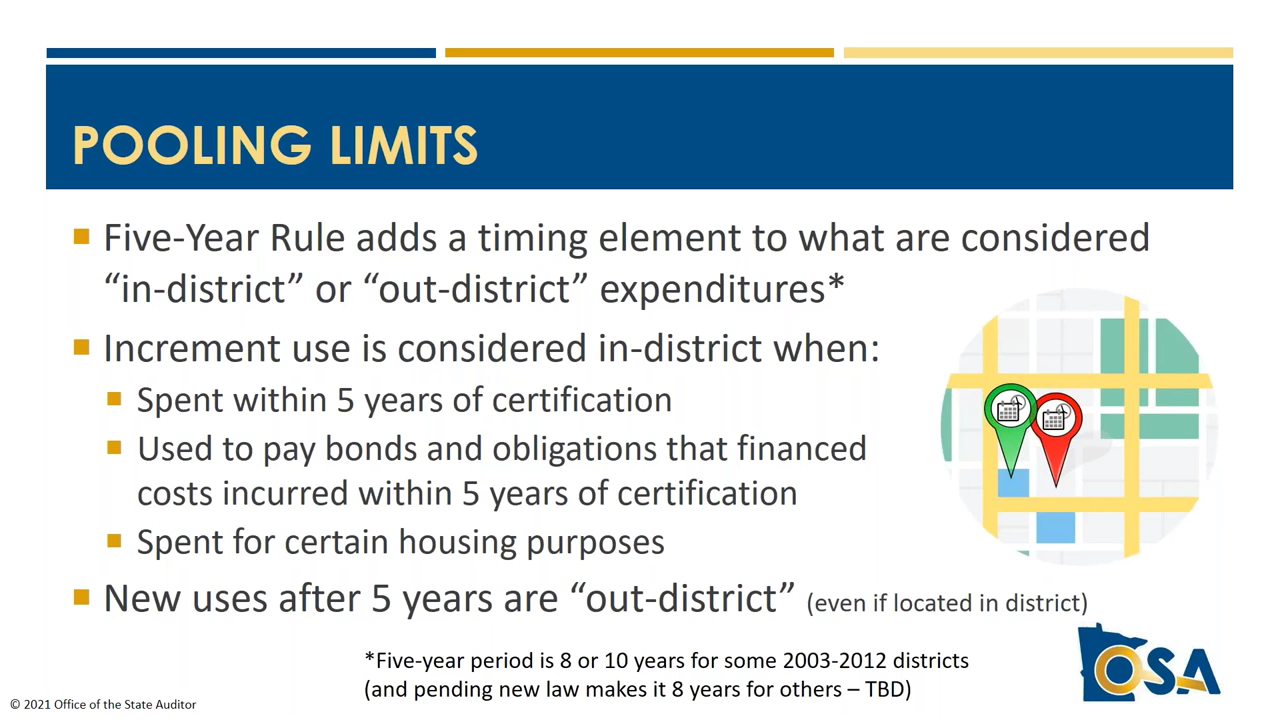 POOLING LIMITS
Five-Year Rule adds a timing element to what are considered
“in-district” or “out-district” expenditures*
Increment use is considered in-district when:
Spent within 5 years of certification
Used to pay bonds and obligations that financed
costs incurred within 5 years of certification
Spent for certain housing purposes
New uses after 5 years are “out-district” (even if located in district)
*Five-year period is 8 or 10 years for some 2003-2012 districts
(and pending new law makes it 8 years for others – TBD)
OSA
© 2021 Office of the State Auditor